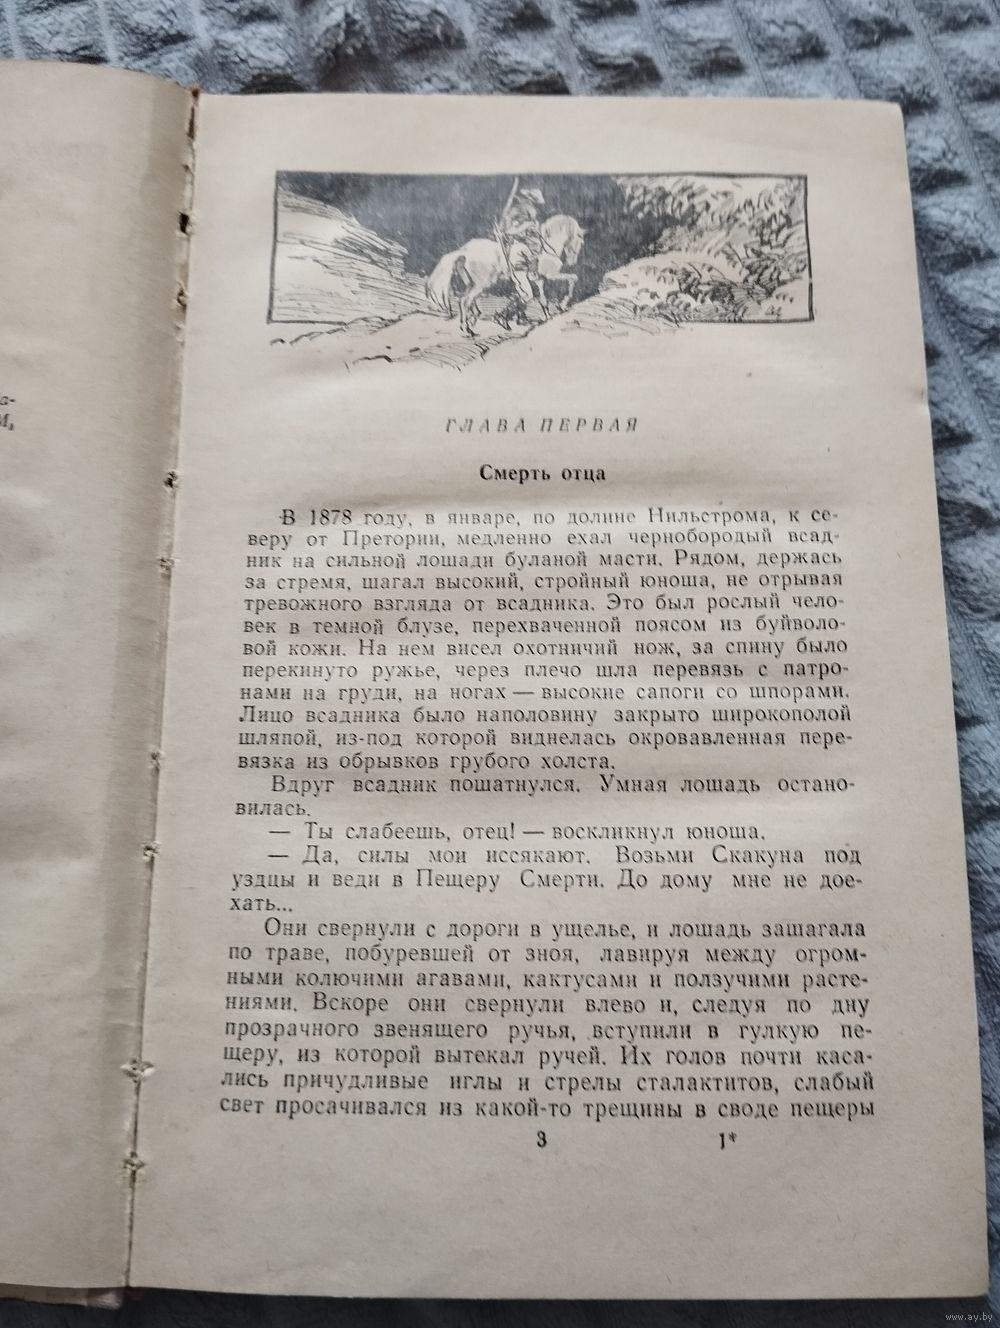 а-
М,
ГЛАВА ПЕРВАЯ
Смерть отца
В 1878 году, в январе, по долине Нильстрома, к се-
веру от Претории, медленно ехал чернобородый всад-
ник на сильной лошади буланой масти. Рядом, держась
за стремя, шагал высокий, стройный юноша, не отрывая
тревожного взгляда от всадника. Это был рослый чело-
век в темной блузе, перехваченной поясом из буйволо-
вой кожи. На нем висел охотничий нож, за спину было
перекинуто ружье, через плечо шла перевязь с патро-
нами на груди, на ногах — высокие сапоги со шпорами.
Лицо всадника было наполовину закрыто широкополой
шляпой, из-под которой виднелась окровавленная пере-
вязка из обрывков грубого холста.
Вдруг всадник пошатнулся. Умная лошадь остано-
вилась.
— Ты слабеешь, отец! — воскликнул юноша.
— Да, силы мои иссякают. Возьми Скакуна под
уздцы и веди в Пещеру Смерти. До дому мне не дое-
хать...
Они свернули с дороги в ущелье, и лошадь зашагала
по траве, побуревшей от зноя, лавируя между огром-
ными колючими агавами, кактусами и ползучими расте-
ниями. Вскоре они свернули влево и, следуя по дну
прозрачного звенящего ручья, вступили в гулкую пе-
щеру, из которой вытекал ручей. Их голов почти каса-
лись причудливые иглы и стрелы сталактитов, слабый
свет просачивался из какой-то трещины в своде пещеры
3 1*
www.ay.by